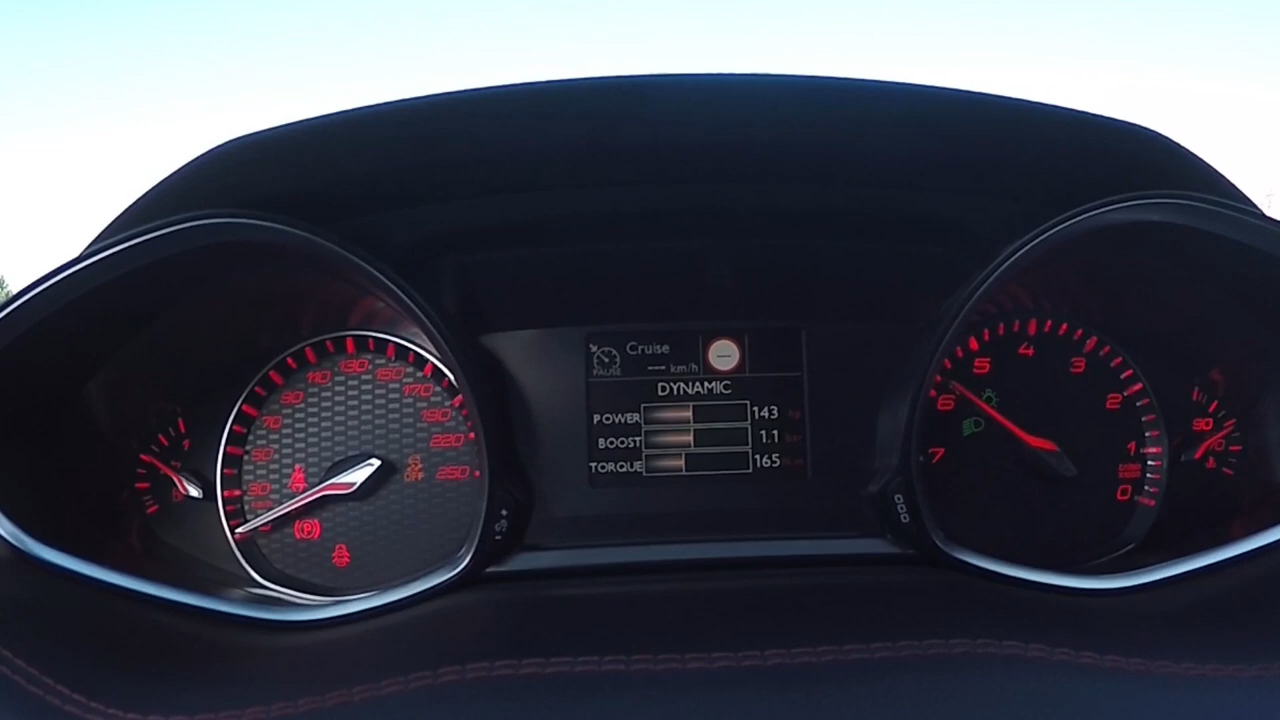 Cruise
PAUSE
--- km/h
DYNAMIC
POWER 143
BOOST 1.1 bar
TORQUE 165
30
50
70
90
110
130
150
170
190
220
250
OFF
P
7
6
5
4
3
2
1
0
90